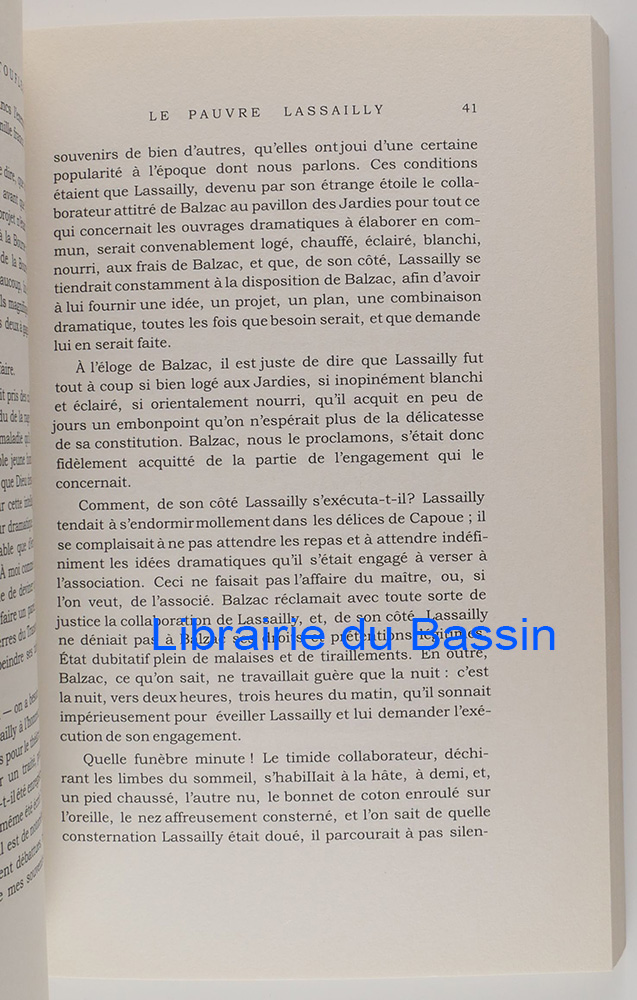 LE PAUVRE LASSAILLY 41
souvenirs de bien d'autres, qu'elles ont joui d'une certaine
popularité à l'époque dont nous parlons. Ces conditions
étaient que Lassailly, devenu par son étrange étoile le colla-
borateur attitré de Balzac au pavillon des Jardies pour tout ce
qui concernait les ouvrages dramatiques à élaborer en com-
mun, serait convenablement logé, chauffé, éclairé, blanchi,
nourri, aux frais de Balzac, et que, de son côté, Lassailly se
tiendrait constamment à la disposition de Balzac, afin d'avoir
à lui fournir une idée, un projet, un plan, une combinaison
dramatique, toutes les fois que besoin serait, et que demande
lui en serait faite.
À l'éloge de Balzac, il est juste de dire que Lassailly fut
tout à coup si bien logé aux Jardies, si inopinément blanchi
et éclairé, si orientalement nourri, qu'il acquit en peu de
jours un embonpoint qu'on n'espérait plus de la délicatesse
de sa constitution. Balzac, nous le proclamons, s'était donc
fidèlement acquitté de la partie de l'engagement qui le
concernait.
Comment, de son côté Lassailly s'exécuta-t-il? Lassailly
tendait à s'endormir mollement dans les délices de Capoue ; il
se complaisait à ne pas attendre les repas et à attendre indéfi-
niment les idées dramatiques qu'il s'était engagé à verser à
l'association. Ceci ne faisait pas l'affaire du maître, ou, si
l'on veut, de l'associé. Balzac réclamait avec toute sorte de
justice la collaboration de Lassailly, et, de son côté, Lassailly
ne déniait pas à Balzac ses droits et prétentions légitimes.
Librairie du Bassin
État dubitatif plein de malaises et de tiraillements. En outre,
Balzac, ce qu'on sait, ne travaillait guère que la nuit : c'est
la nuit, vers deux heures, trois heures du matin, qu'il sonnait
impérieusement pour éveiller Lassailly et lui demander l'exé-
cution de son engagement.
Quelle funèbre minute ! Le timide collaborateur, déchi-
rant les limbes du sommeil, s'habillait à la hâte, à demi, et,
un pied chaussé, l'autre nu, le bonnet de coton enroulé sur
l'oreille, le nez affreusement consterné, et l'on sait de quelle
consternation Lassailly était doué, il parcourait à pas silen-